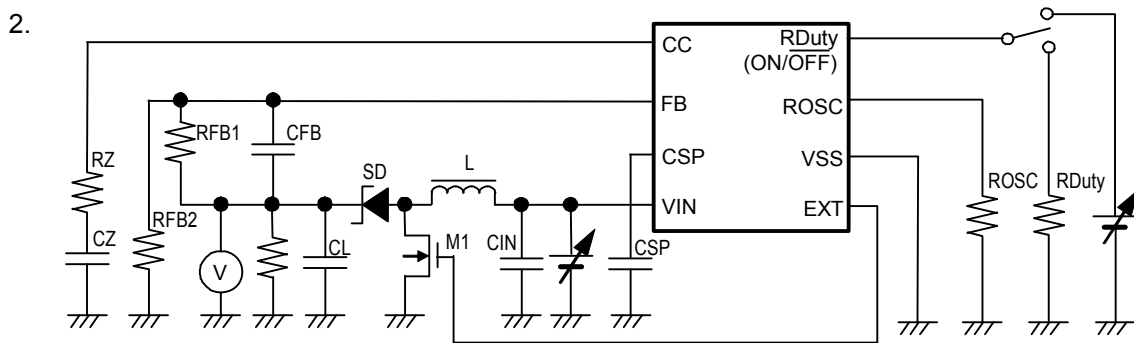 2.
CC
RDuty
(ON/OFF)
FB
ROSC
CSP
VSS
VIN
EXT
RFB1
CFB
RZ
SD
L
ROSC
RDuty
CZ
RFB2
V
CL
M1
CIN
CSP